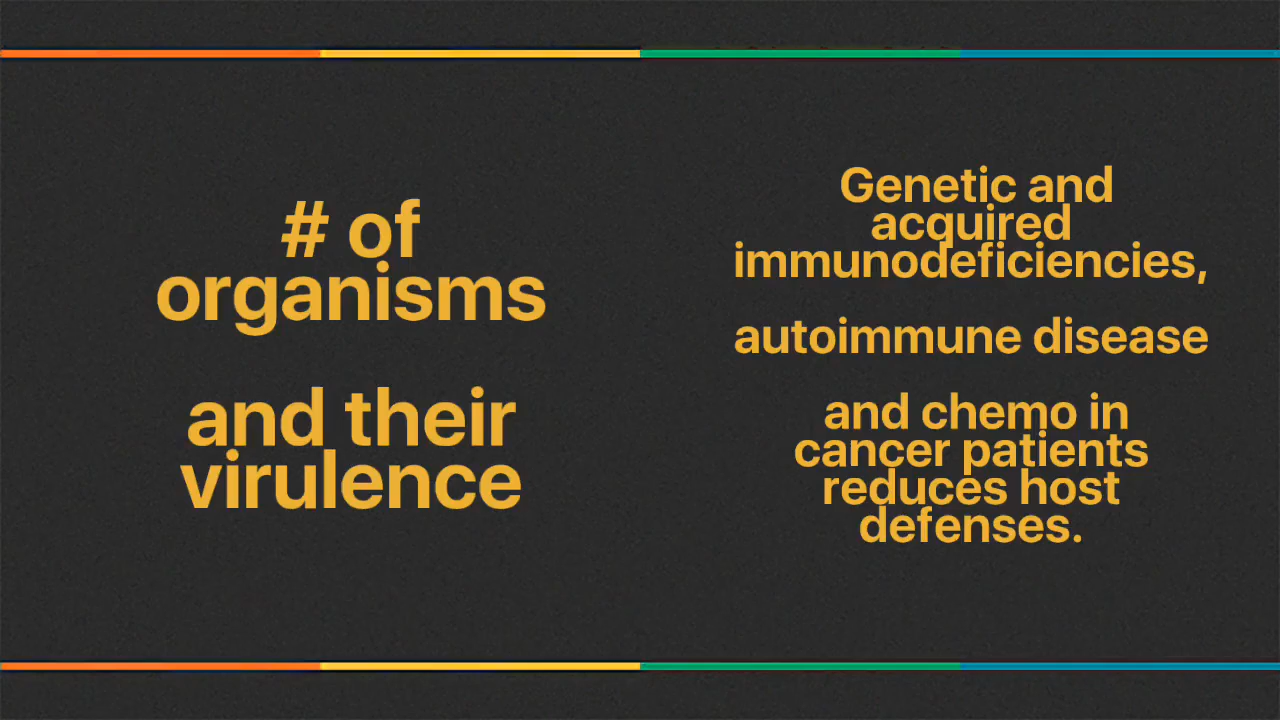 # of
organisms
and their
virulence
Genetic and
acquired
immunodeficiencies,
autoimmune disease
and chemo in
cancer patients
reduces host
defenses.